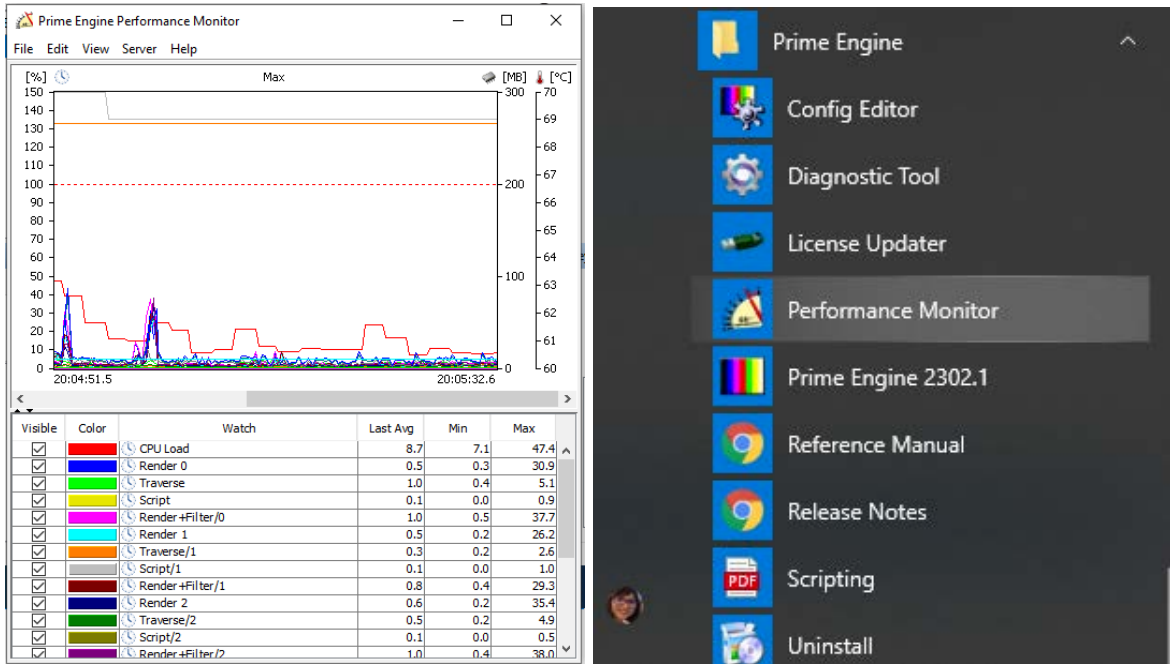 Prime Engine Performance Monitor
File Edit View Server Help
[%] Max [MB] [°C]
150 300 70
140
130 69
120 68
110 67
100 200
90 66
80
70 65
60 64
50 100
40 63
30 62
20 61
10
0 0 60
20:04:51.5 20:05:32.6
Visible Color Watch Last Avg Min Max
CPU Load 8.7 7.1 47.4
Render 0 0.5 0.3 30.9
Traverse 1.0 0.4 5.1
Script 0.1 0.0 0.9
Render+Filter/0 1.0 0.5 37.7
Render 1 0.5 0.2 26.2
Traverse/1 0.3 0.2 2.6
Script/1 0.1 0.0 1.0
Render+Filter/1 0.8 0.4 29.3
Render 2 0.6 0.2 35.4
Traverse/2 0.5 0.2 4.9
Script/2 0.1 0.0 0.5
Render+Filter/2 1.0 0.4 38.0
Prime Engine
Config Editor
Diagnostic Tool
License Updater
Performance Monitor
Prime Engine 2302.1
Reference Manual
Release Notes
PDF Scripting
Uninstall